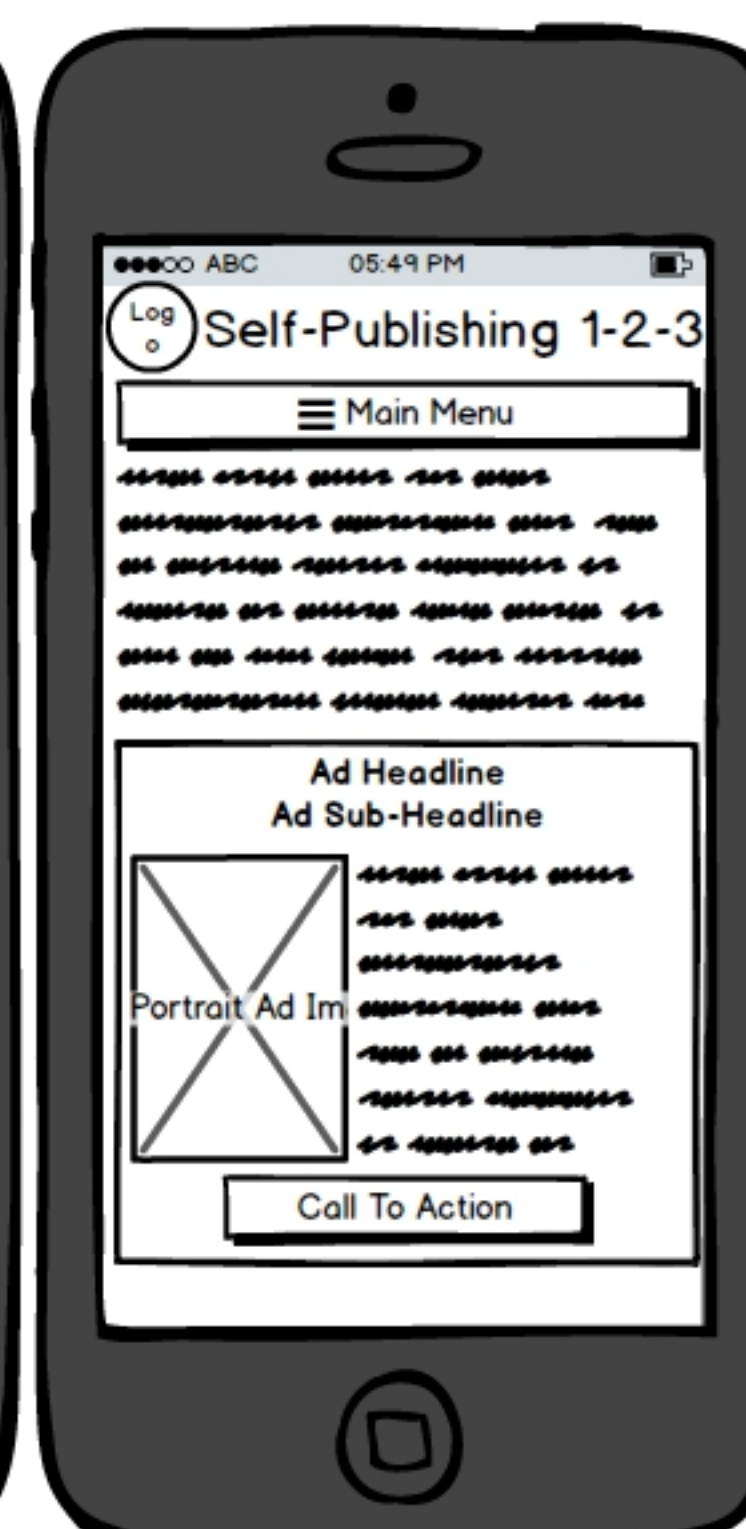 ABC 05:49 PM
Log
o
Self-Publishing 1-2-3
Main Menu
Ad Headline
Ad Sub-Headline
Portrait Ad Im
Call To Action